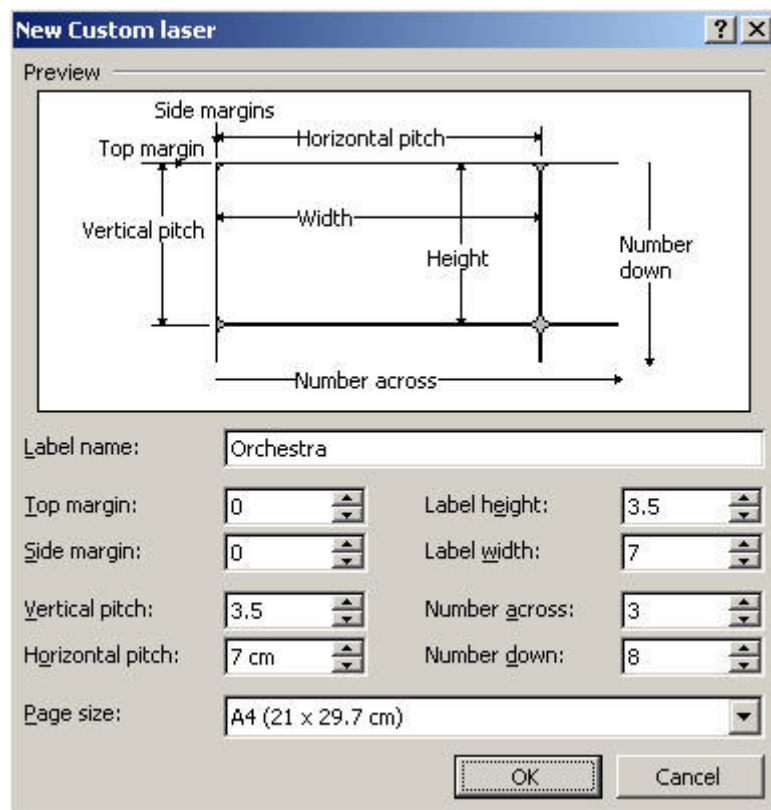 New Custom laser
Preview
Side margins
Top margin
Horizontal pitch
Vertical pitch
Width
Height
Number
down
Number across
Label name: Orchestra
Top margin: 0 Label height: 3.5
Side margin: 0 Label width: 7
Vertical pitch: 3.5 Number across: 3
Horizontal pitch: 7 cm Number down: 8
Page size: A4 (21 x 29.7 cm)
OK Cancel